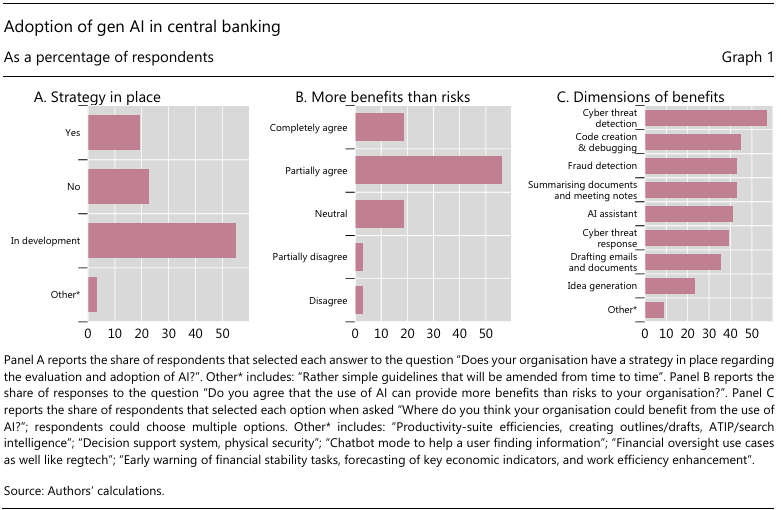 Adoption of gen AI in central banking
As a percentage of respondents
Graph 1
A. Strategy in place
Yes
No
In development
Other*
0 10 20 30 40 50
B. More benefits than risks
Completely agree
Partially agree
Neutral
Partially disagree
Disagree
0 10 20 30 40 50
C. Dimensions of benefits
Cyber threat
detection
Code creation
& debugging
Fraud detection
Summarising documents
and meeting notes
AI assistant
Cyber threat
response
Drafting emails
and documents
Idea generation
Other*
0 10 20 30 40 50
Panel A reports the share of respondents that selected each answer to the question “Does your organisation have a strategy in place regarding
the evaluation and adoption of AI?”. Other* includes: “Rather simple guidelines that will be amended from time to time”. Panel B reports the
share of responses to the question “Do you agree that the use of AI can provide more benefits than risks to your organisation?”. Panel C
reports the share of respondents that selected each option when asked “Where do you think your organisation could benefit from the use of
AI?”; respondents could choose multiple options. Other* includes: “Productivity-suite efficiencies, creating outlines/drafts, ATIP/search
intelligence”; “Decision support system, physical security”; “Chatbot mode to help a user finding information”; “Financial oversight use cases
as well like regtech”; “Early warning of financial stability tasks, forecasting of key economic indicators, and work efficiency enhancement”.
Source: Authors’ calculations.